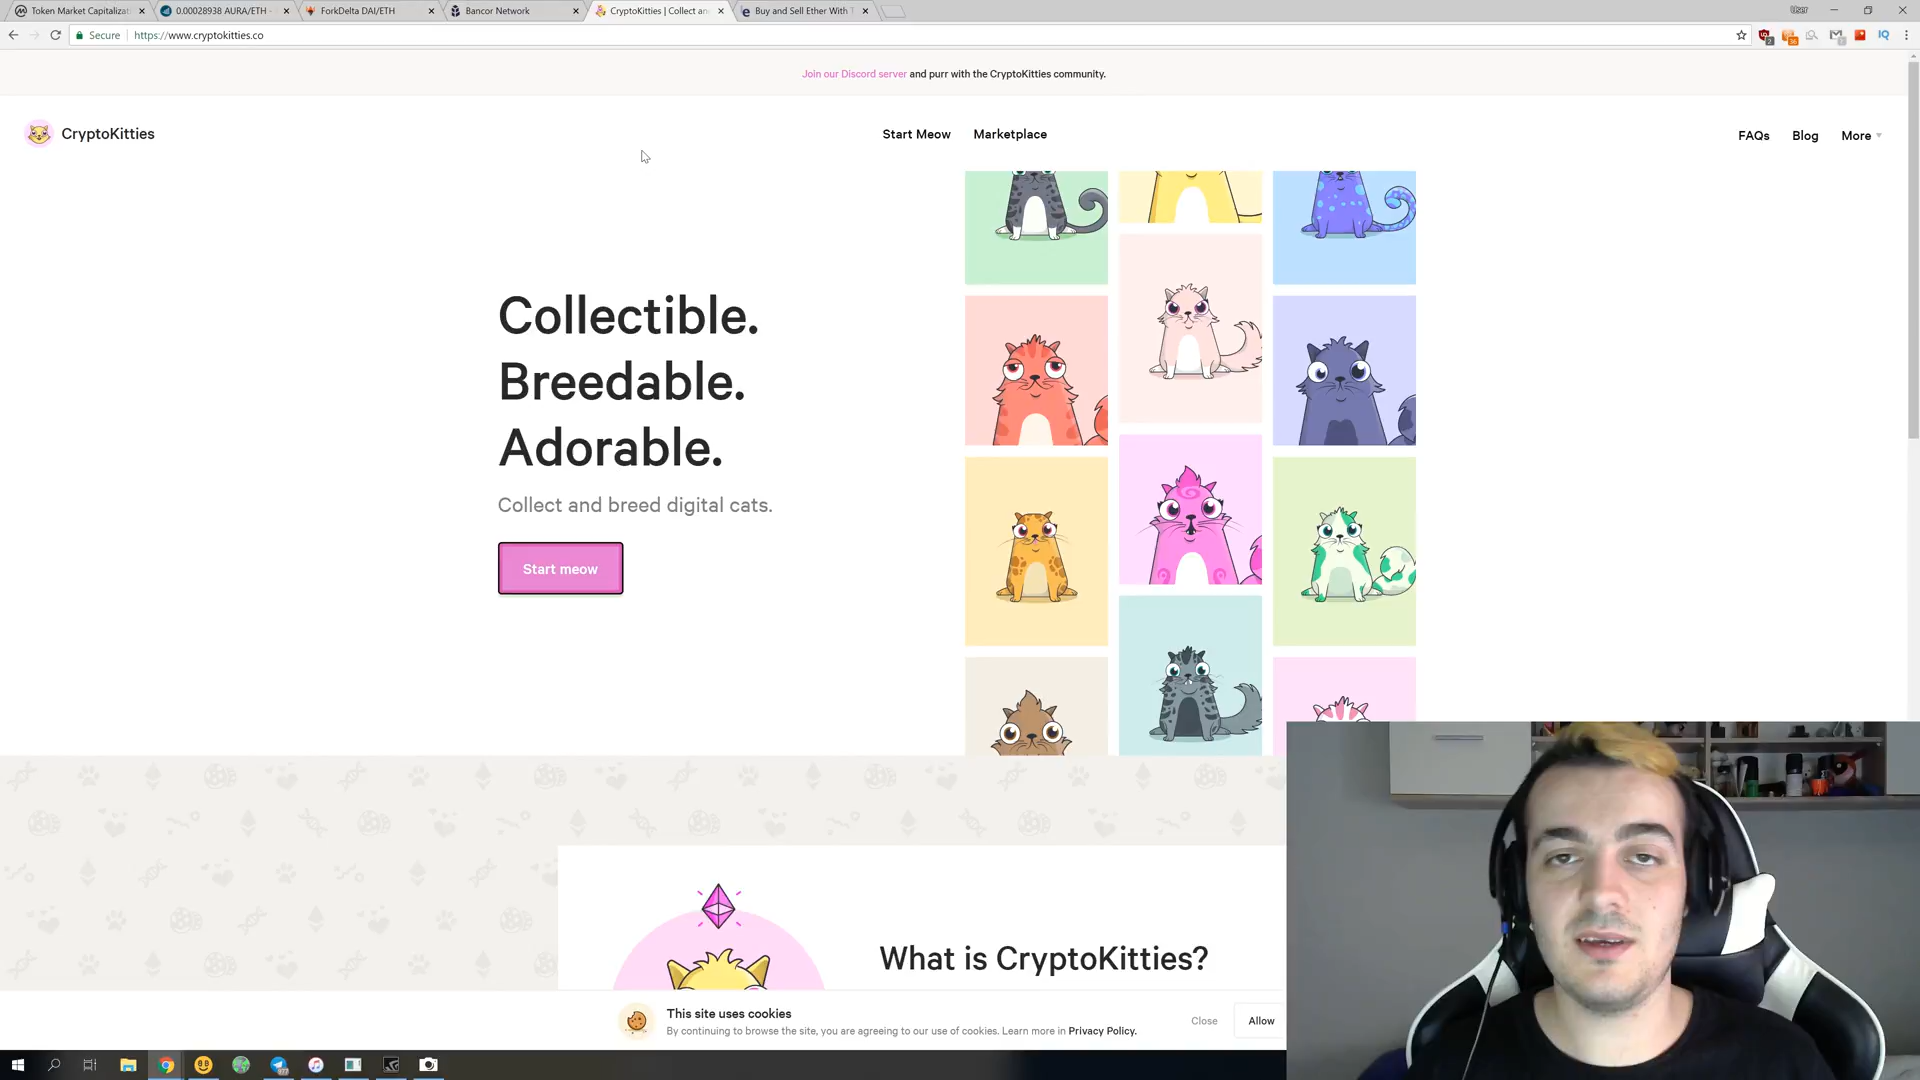 Token Market Capitalizat
0.00028938 AURA/ETH -
ForkDelta DAI/ETH
Bancor Network
CryptoKitties | Collect an
Buy and Sell Ether With T
User
Secure
https://www.cryptokitties.co
Join our Discord server and purr with the CryptoKitties community.
CryptoKitties
Start Meow
Marketplace
FAQs
Blog
More
Collectible.
Breedable.
Adorable.
Collect and breed digital cats.
Start meow
What is CryptoKitties?
This site uses cookies
By continuing to browse the site, you are agreeing to our use of cookies. Learn more in Privacy Policy.
Close
Allow